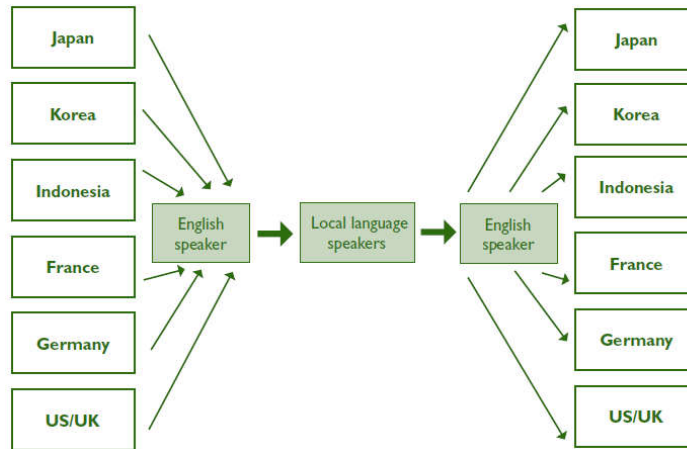 Japan
Korea
Indonesia
France
Germany
US/UK
English
speaker
Local language
speakers
English
speaker
Japan
Korea
Indonesia
France
Germany
US/UK